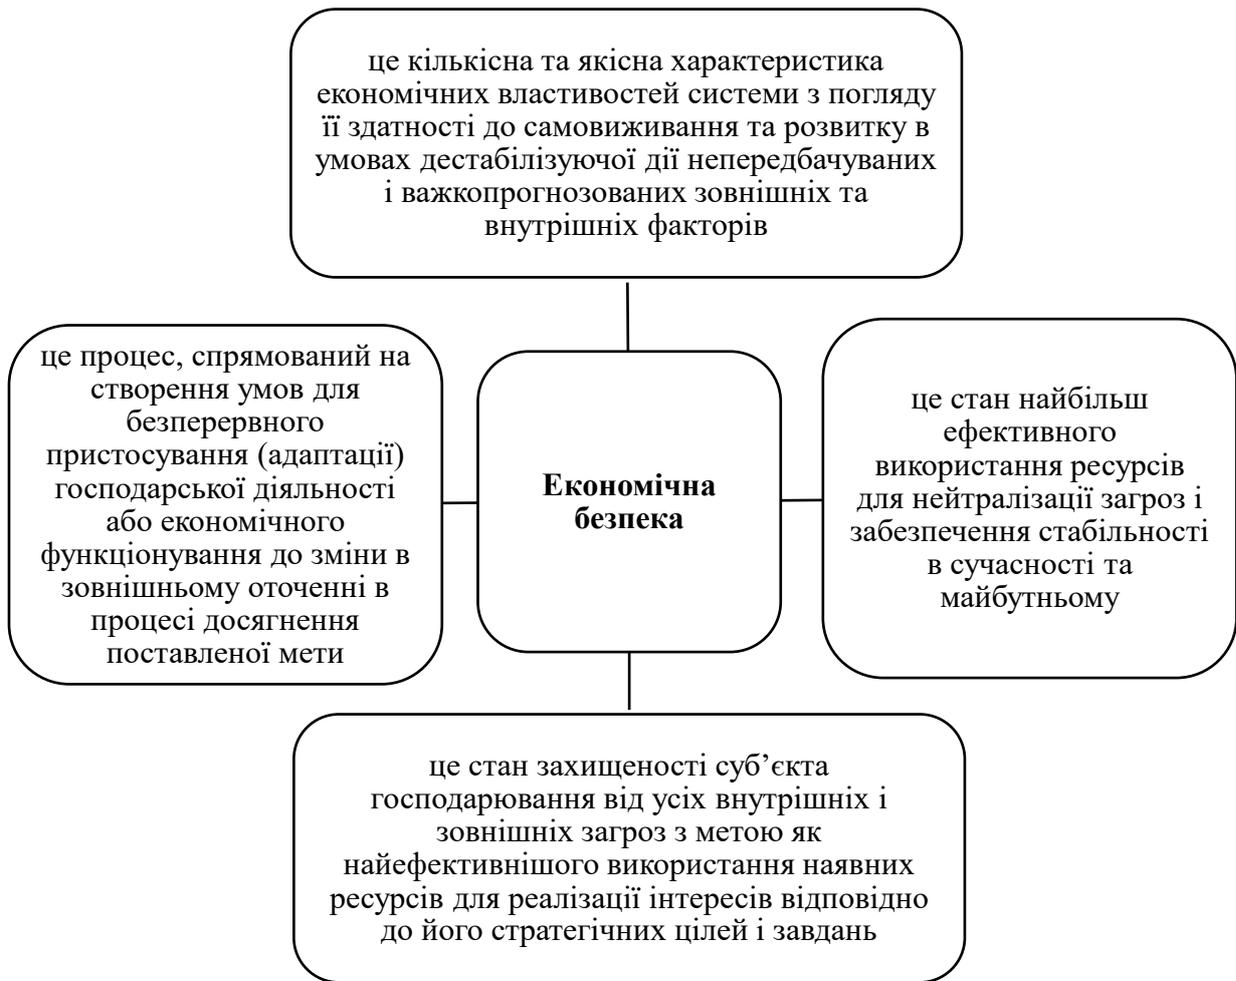 це кількісна та якісна характеристика
економічних властивостей системи з погляду
її здатності до самовиживання та розвитку в
умовах дестабілізуючої дії непередбачуваних
і важкопрогнозованих зовнішніх та
внутрішніх факторів
це процес, спрямований на
створення умов для
безперервного
пристосування (адаптації)
господарської діяльності
або економічного
функціонування до зміни в
зовнішньому оточенні в
процесі досягнення
поставленої мети
Економічна
безпека
це стан найбільш
ефективного
використання ресурсів
для нейтралізації загроз і
забезпечення стабільності
в сучасності та
майбутньому
це стан захищеності суб’єкта
господарювання від усіх внутрішніх і
зовнішніх загроз з метою як
найефективнішого використання наявних
ресурсів для реалізації інтересів відповідно
до його стратегічних цілей і завдань